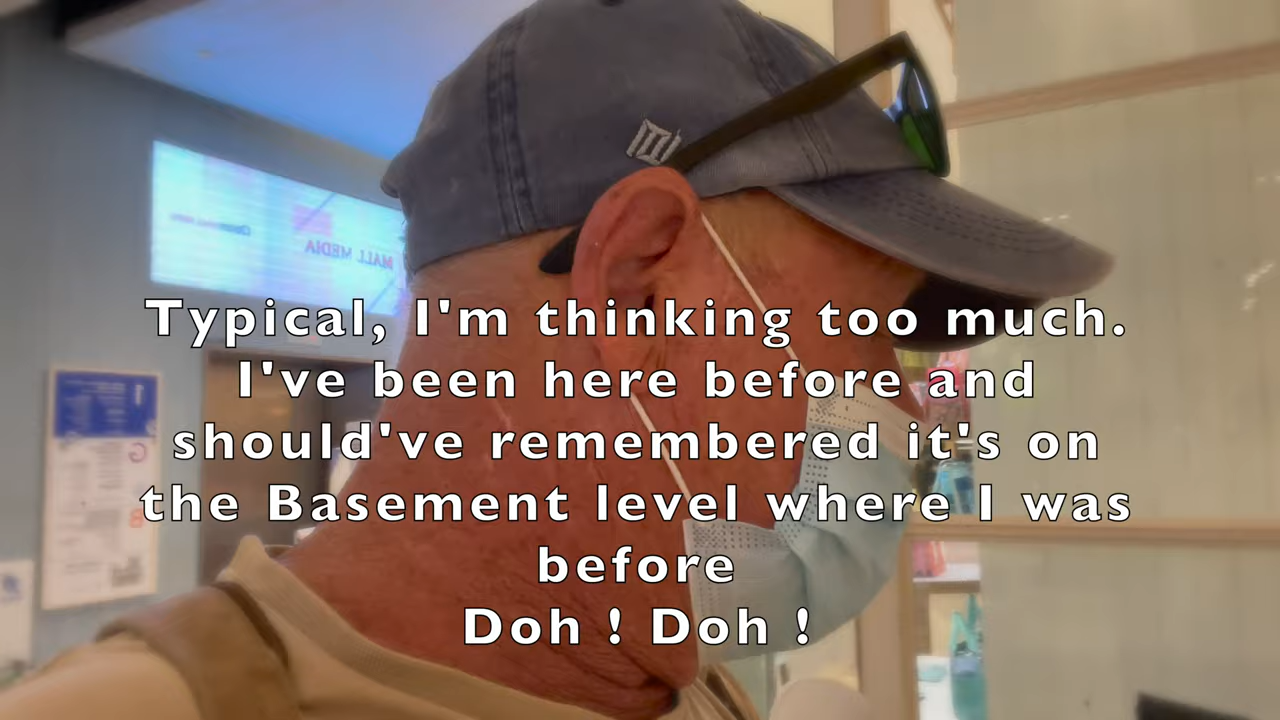 MALL MEDIA
Typical, I'm thinking too much.
I've been here before and
should've remembered it's on
the Basement level where I was
before
Doh ! Doh !
1
G
B